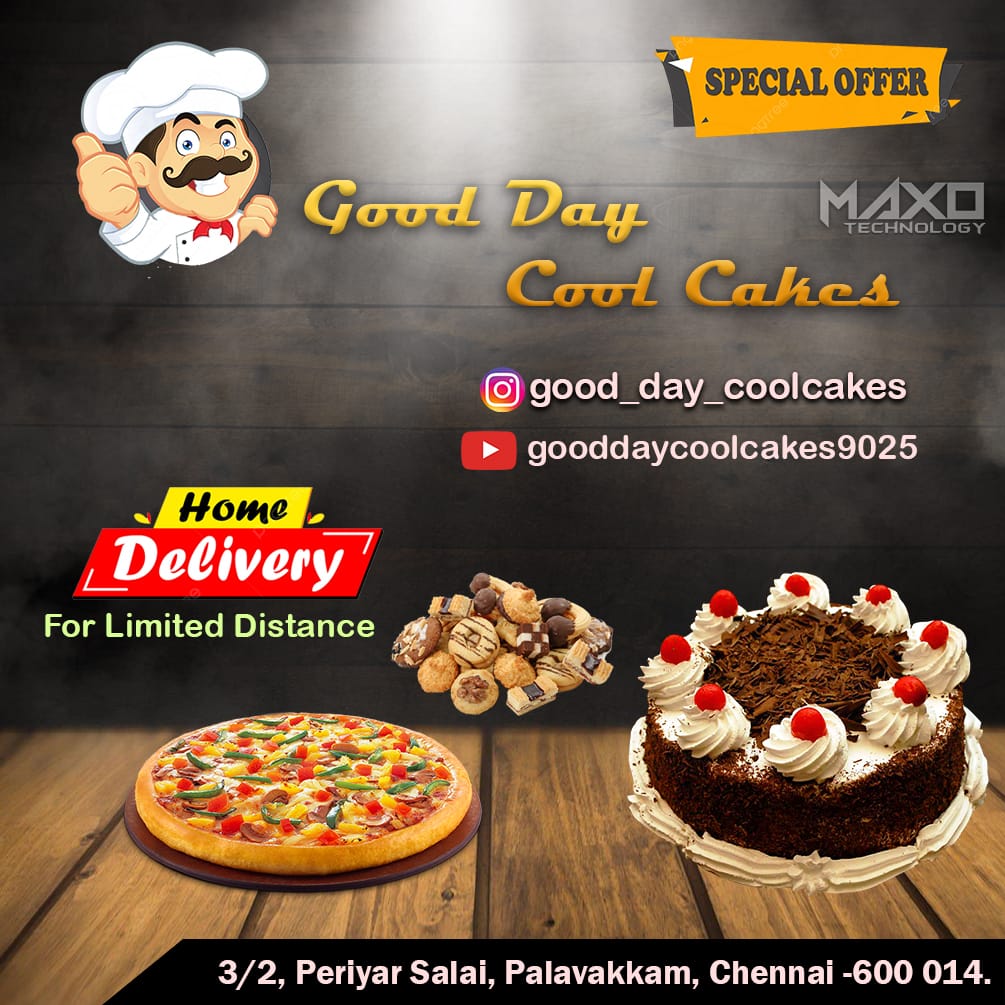 SPECIAL OFFER
Good Day
MAXO
TECHNOLOGY
Cool Cakes
good_day_coolcakes
gooddaycoolcakes9025
Home
Delivery
For Limited Distance
3/2, Periyar Salai, Palavakkam, Chennai -600 014.